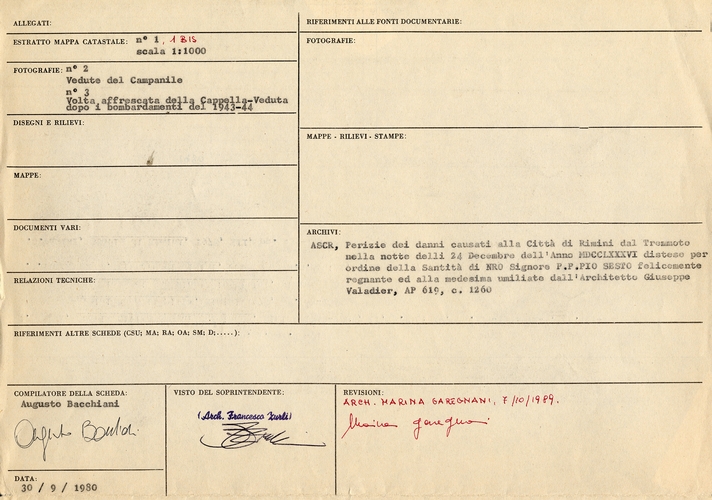 ALLEGATI:
ESTRATTO MAPPA CATASTALE: n° 1, 1 BIS
scala 1:1000
FOTOGRAFIE: n° 2
Vedute del Campanile
n° 3
Volta affrescata della Cappella-Veduta
dopo i bombardamenti del 1943-44
DISEGNI E RILIEVI:
MAPPE:
DOCUMENTI VARI:
RELAZIONI TECNICHE:
RIFERIMENTI ALLE FONTI DOCUMENTARIE:
FOTOGRAFIE:
MAPPE - RILIEVI - STAMPE:
ARCHIVI:
ASCR, Perizie dei danni causati alla Città di Rimini dal Tremmoto
nella notte delli 24 Decembre dell'Anno MDCCLXXXVI distese per
ordine della Santità di NRO Signore P.P.PIO SESTO felicemente
regnante ed alla medesima umiliate dall'Architetto Giuseppe
Valadier, AP 619, c. 1260
RIFERIMENTI ALTRE SCHEDE (CSU; MA; RA; OA; SM; D;.....):
COMPILATORE DELLA SCHEDA:
Augusto Bacchiani
DATA:
30 / 9 / 1980
VISTO DEL SOPRINTENDENTE:
(Arch. Francesco Zurli)
REVISIONI:
ARCH. MARINA GAREGNANI, 7/10/1989.
Marina Garegnani